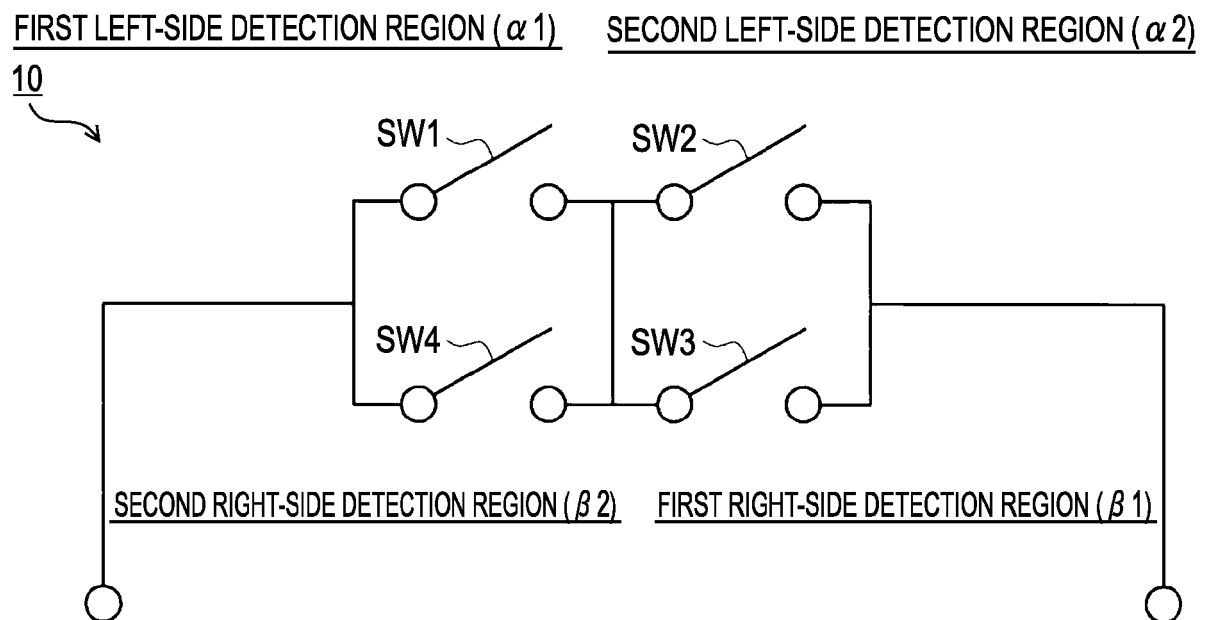 FIRST LEFT-SIDE DETECTION REGION (α1)
SECOND LEFT-SIDE DETECTION REGION (α2)
10
SW1
SW2
SW4
SW3
SECOND RIGHT-SIDE DETECTION REGION (β2)
FIRST RIGHT-SIDE DETECTION REGION (β1)